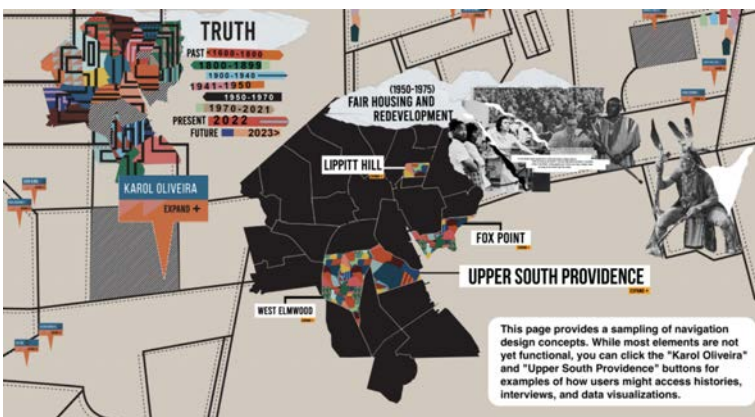 TRUTH
PAST <1600-1800
1800-1899
1900-1940
1941-1950
1950-1970
1970-2021
PRESENT 2022
FUTURE 2023>
(1950-1975)
FAIR HOUSING AND
REDEVELOPMENT
LIPPITT HILL
KAROL OLIVEIRA
EXPAND +
FOX POINT
UPPER SOUTH PROVIDENCE
EXPAND +
WEST ELMWOOD
This page provides a sampling of navigation
design concepts. While most elements are not
yet functional, you can click the "Karol Oliveira"
and "Upper South Providence" buttons for
examples of how users might access histories,
interviews, and data visualizations.